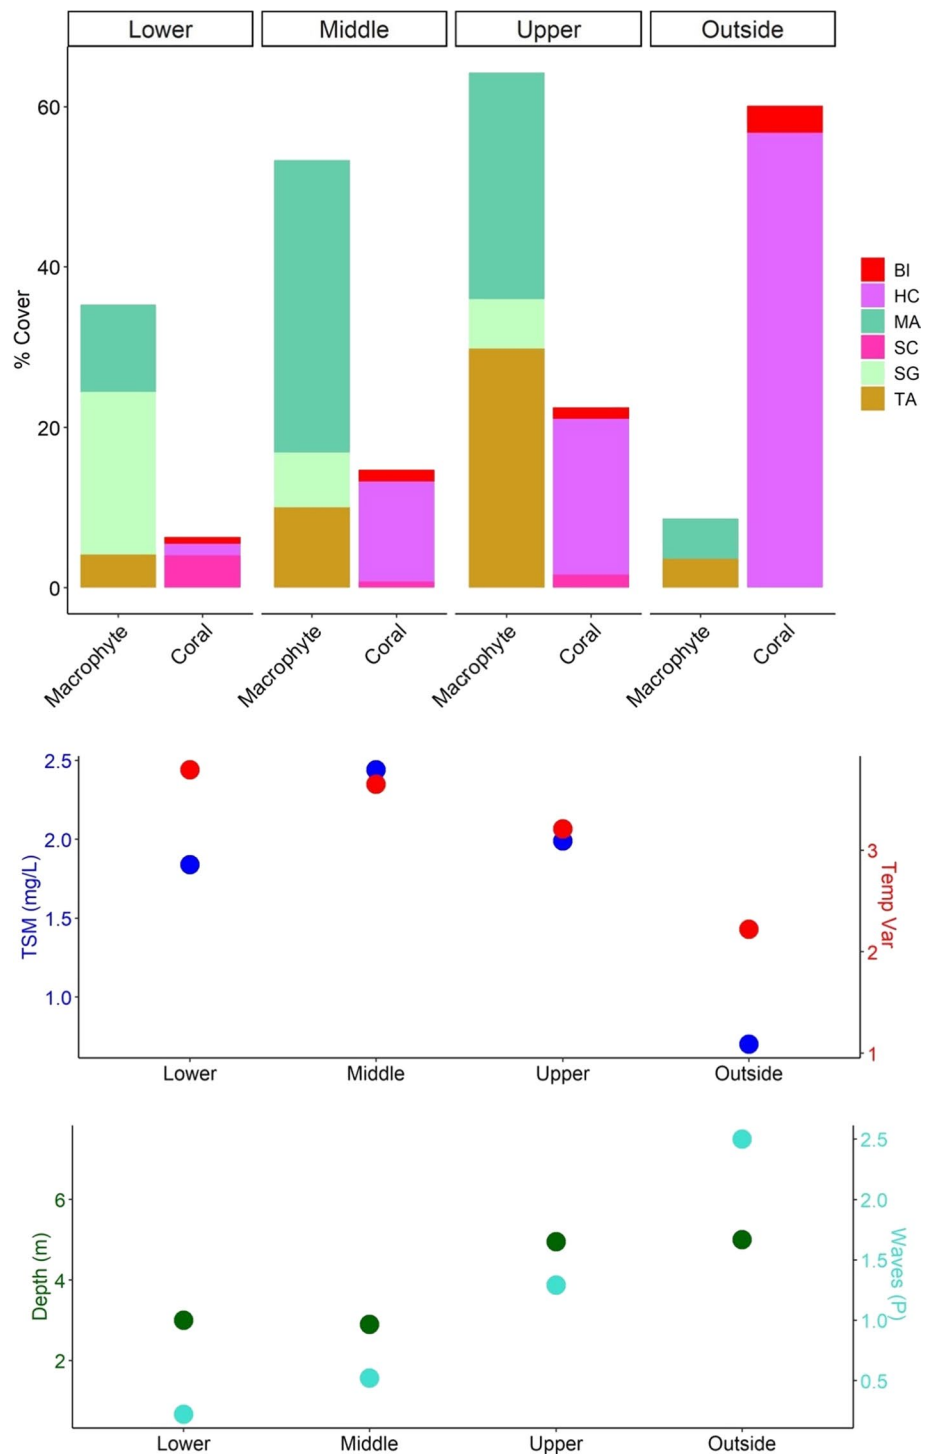 Lower Middle Upper Outside
% Cover
60
40
20
0
BI
HC
MA
SC
SG
TA
Macrophyte Coral Macrophyte Coral Macrophyte Coral Macrophyte Coral
TSM (mg/L)
2.5
2.0
1.5
1.0
Temp Var
3
2
1
Lower Middle Upper Outside
Depth (m)
6
4
2
Waves (P)
2.5
2.0
1.5
1.0
0.5
Lower Middle Upper Outside